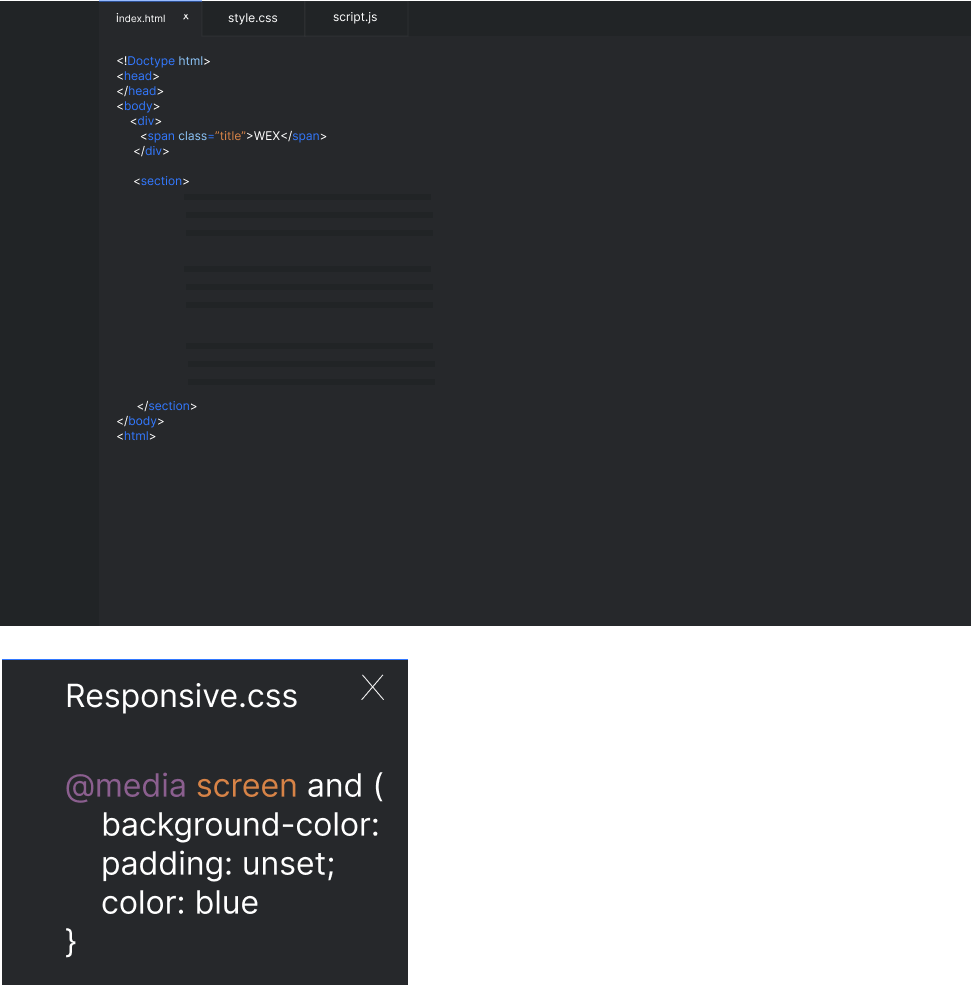 index.html x style.css script.js
<!Doctype html>
<head>
</head>
<body>
<div>
<span class="title">WEX</span>
</div>
<section>
</section>
</body>
<html>
Responsive.css X
@media screen and (
background-color:
padding: unset;
color: blue
}